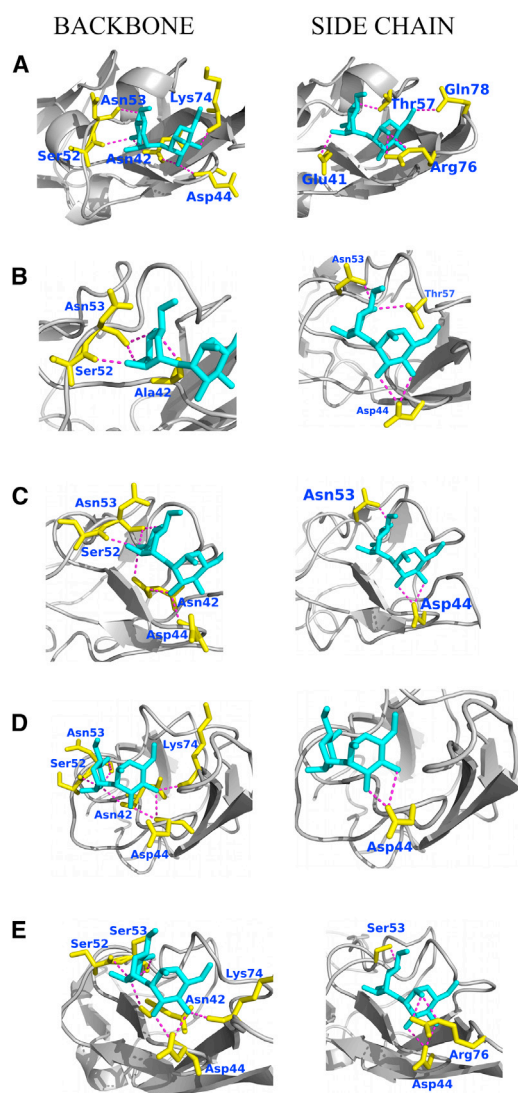 BACKBONE SIDE CHAIN
A
Asn53 Lys74
Ser52 Asn42
Asp44
Gln78
Thr57
Glu41 Arg76
B
Asn53
Ser52
Ala42
Asn53
Thr57
Asp44
C
Asn53
Ser52
Asn42
Asp44
Asn53
Asp44
D
Asn53 Lys74
Ser52
Asn42
Asp44
Asp44
E
Ser53
Ser52
Lys74
Asn42
Asp44
Ser53
Arg76
Asp44